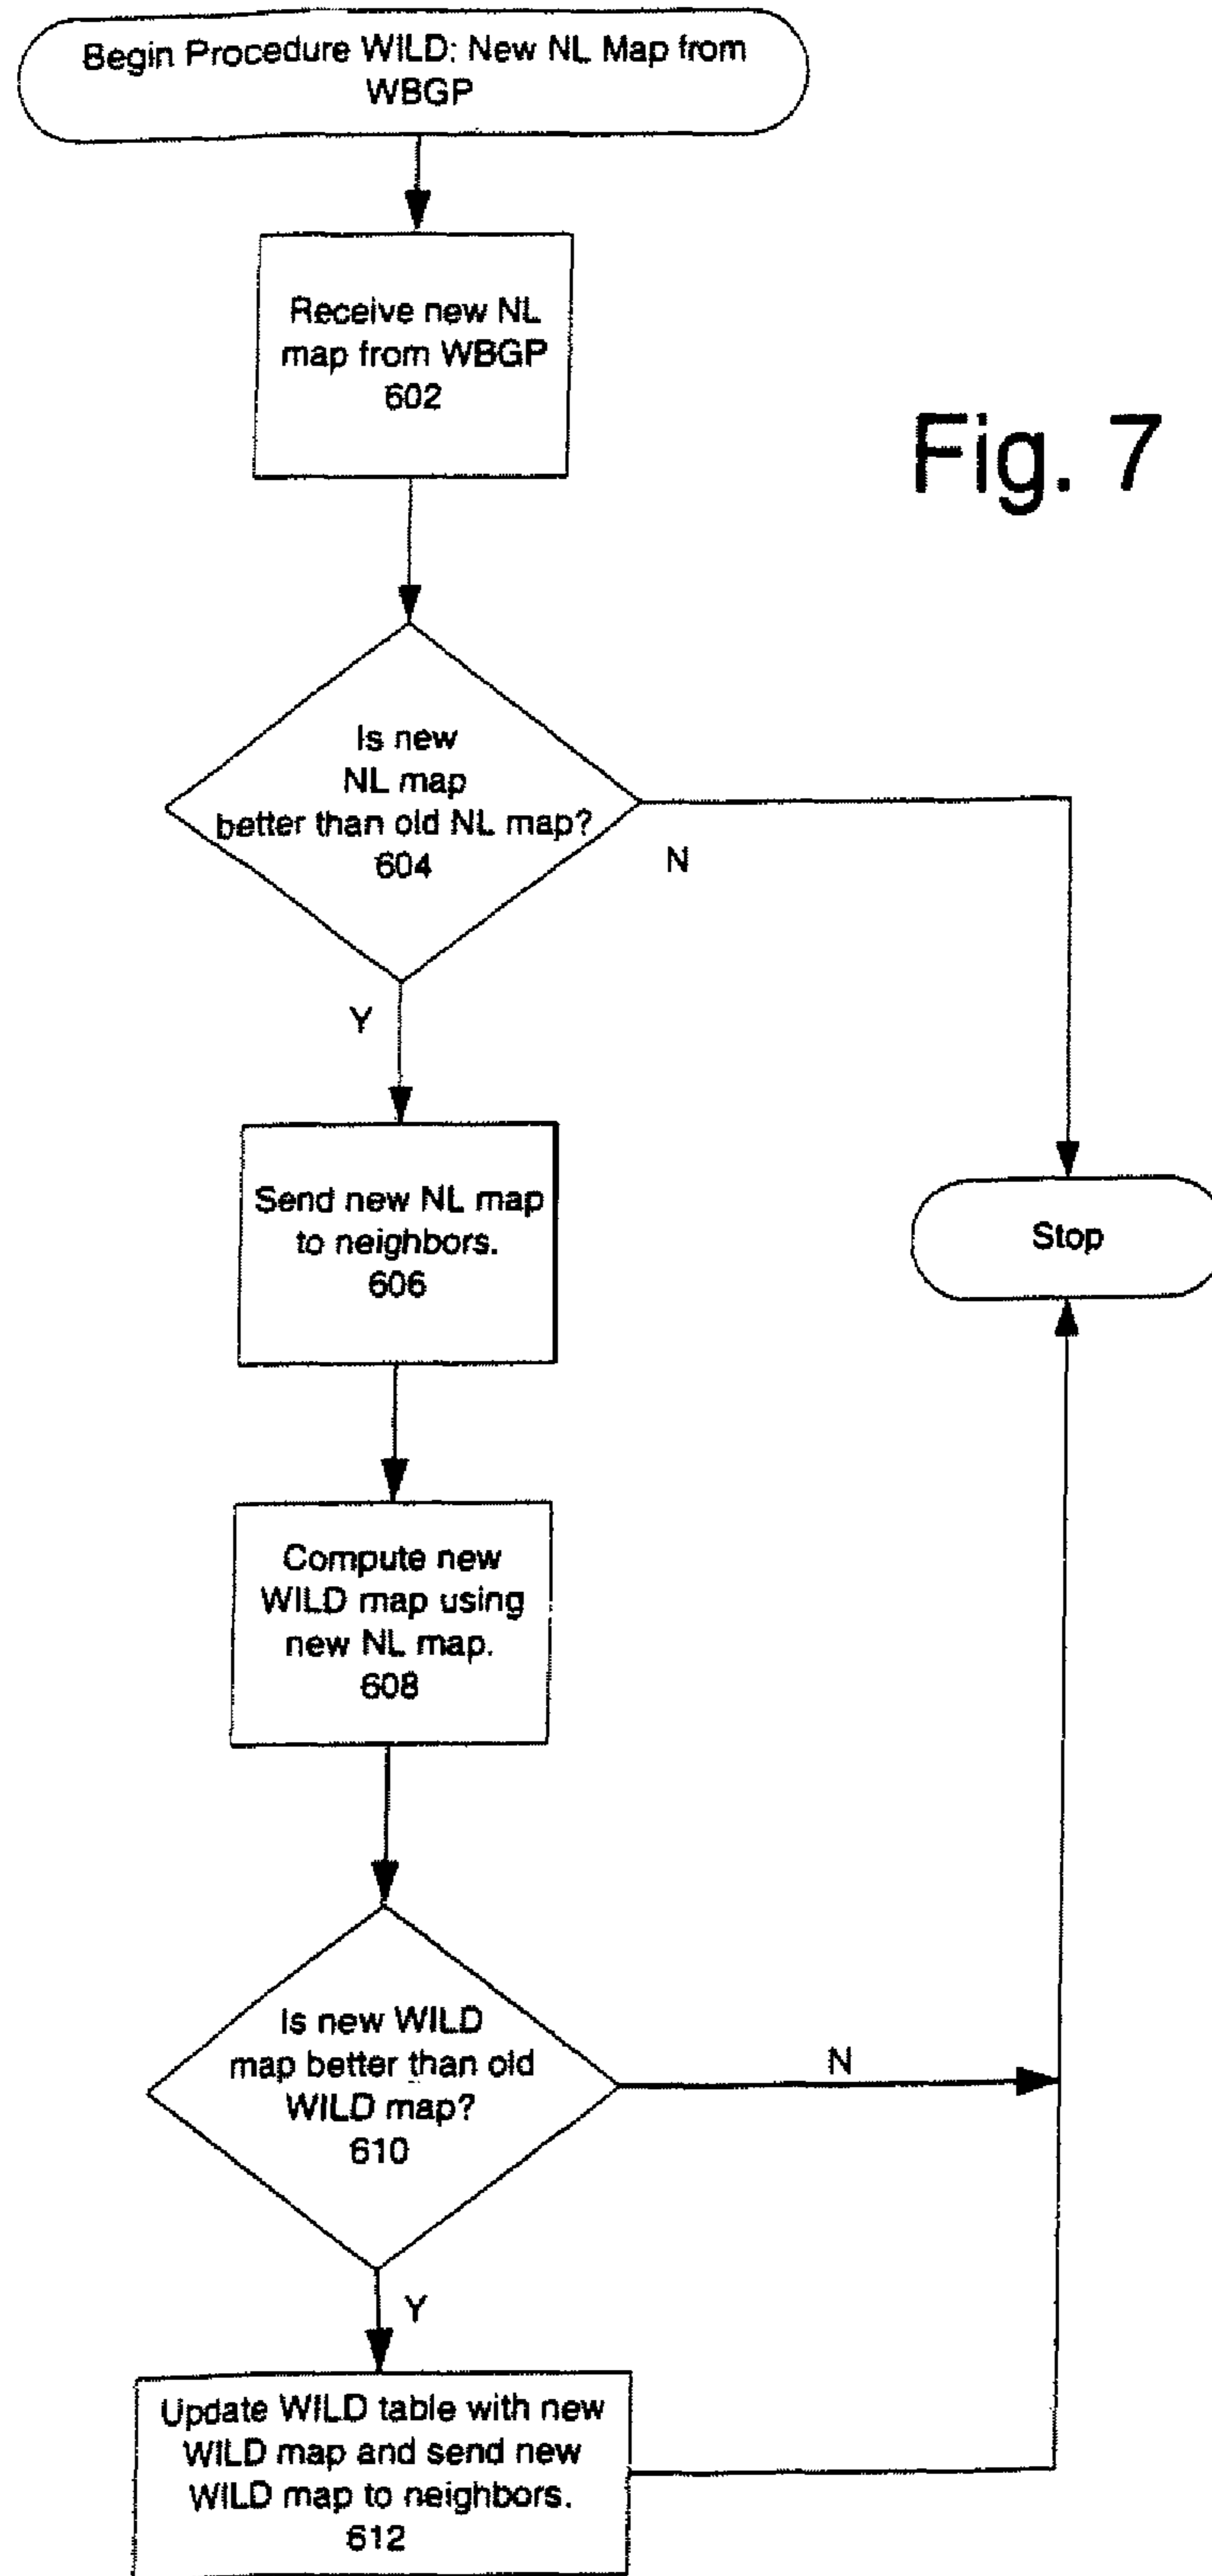 Begin Procedure WILD: New NL Map from
WBGP
Receive new NL
map from WBGP
602
Fig. 7
Is new
NL map
better than old NL map?
604
N
Y
Send new NL map
to neighbors.
606
Stop
Compute new
WILD map using
new NL map.
608
Is new WILD
map better than old
WILD map?
610
N
Y
Update WILD table with new
WILD map and send new
WILD map to neighbors.
612